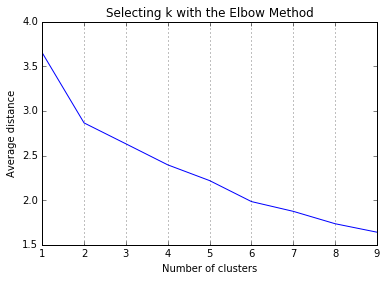 Selecting k with the Elbow Method
4.0
3.5
3.0
2.5
2.0
1.5
Average distance
1 2 3 4 5 6 7 8 9
Number of clusters